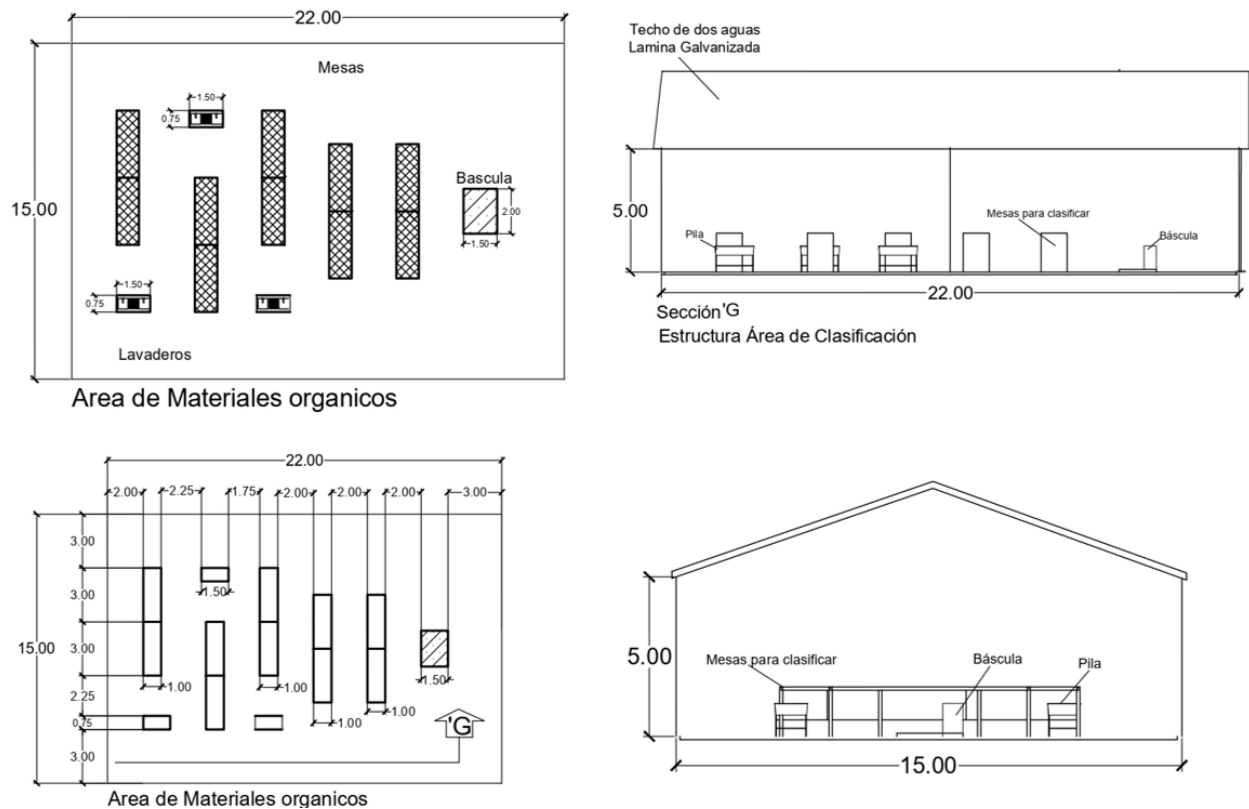 22.00
Mesas
1.50
0.75
15.00
Bascula
2.00
1.50
1.50
0.75
Lavaderos
Area de Materiales organicos
Techo de dos aguas
Lamina Galvanizada
5.00
Pila
Mesas para clasificar
Báscula
22.00
Sección'G
Estructura Área de Clasificación
22.00
2.00
2.25
1.75
2.00
2.00
2.00
3.00
3.00
3.00
1.50
15.00
3.00
1.00
1.00
1.50
2.25
1.00
1.00
0.75
'G
3.00
Area de Materiales organicos
5.00
Mesas para clasificar
Báscula
Pila
15.00